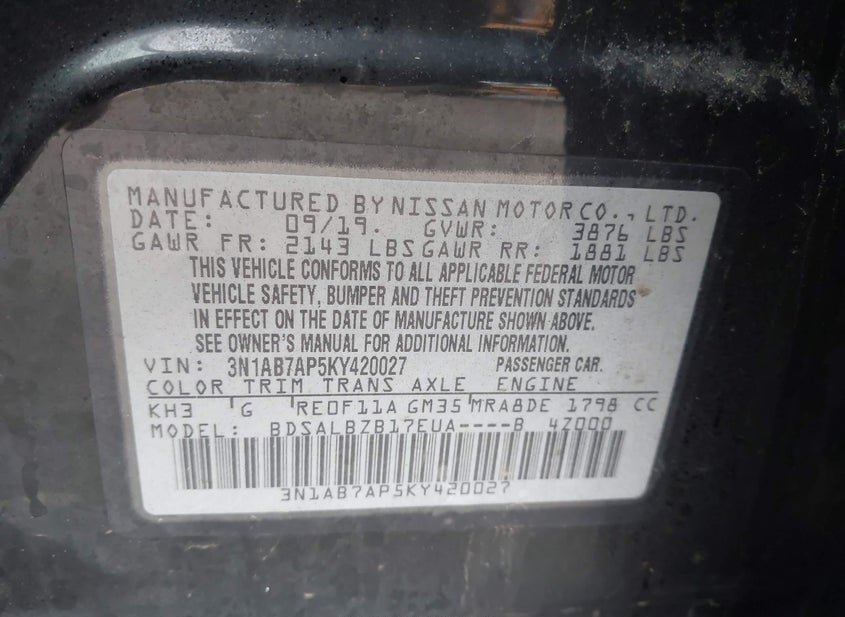 MANUFACTURED BY NISSAN MOTOR CO., LTD.
DATE: 09/19. GVWR: 3876 LBS
GAWR FR: 2143 LBS GAWR RR: 1881 LBS
THIS VEHICLE CONFORMS TO ALL APPLICABLE FEDERAL MOTOR
VEHICLE SAFETY, BUMPER AND THEFT PREVENTION STANDARDS
IN EFFECT ON THE DATE OF MANUFACTURE SHOWN ABOVE.
SEE OWNER'S MANUAL FOR ADDITIONAL INFORMATION.
VIN: 3N1AB7AP5KY420027 PASSENGER CAR.
COLOR TRIM TRANS AXLE ENGINE
KH3 G RE0F11A GM35 MRA8DE 1798 CC
MODEL: BDSALBZB17EUA----B 4Z000
3N1AB7AP5KY420027